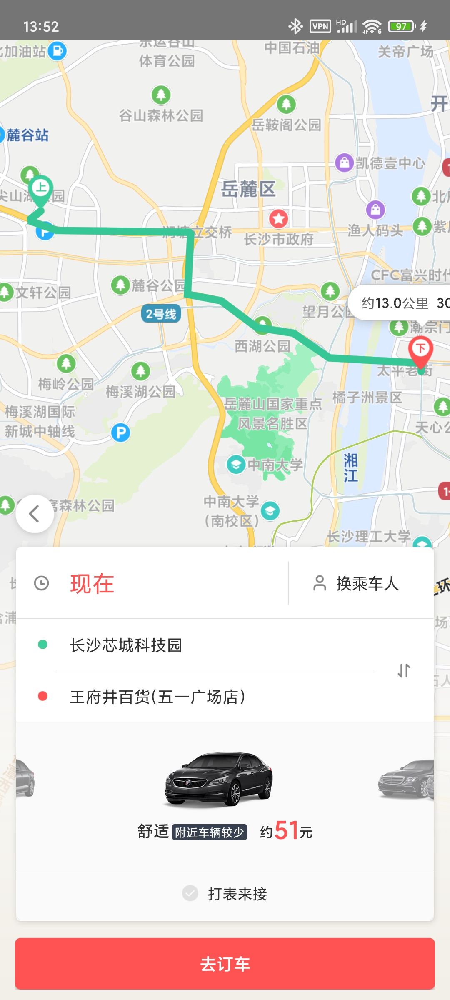 13:52
VPN
HD
6
97
加油站
体育公园
中国石油
关帝广场
开
谷山森林公园
岳鞍阁公园
麓谷站
凯德壹中心
岳麓区
上
尖山湖公园
P
涧塘立交桥
长沙市政府
渔人码头
CFC富兴时代
文轩公园
麓谷公园
望月公园
约13.0公里 30
2号线
潮宗门
西湖公园
下
太平老街
梅岭公园
梅溪湖公园
岳麓山国家重点
风景名胜区
橘子洲景区
梅溪湖国际
新城中轴线
P
天心公
中南大学
湘江
窝森林公园
中南大学
(南校区)
长沙理工大学
现在
换乘车人
长沙芯城科技园
王府井百货(五一广场店)
舒适 附近车辆较少 约51元
打表来接
去订车